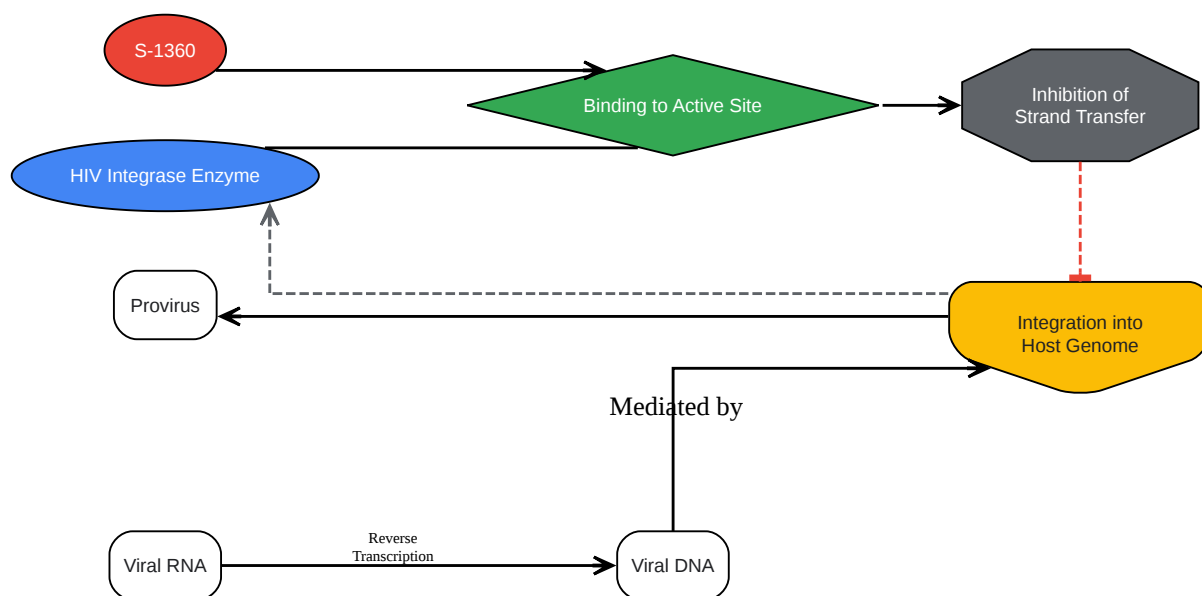 S-1360
Binding to Active Site
Inhibition of
Strand Transfer
HIV Integrase Enzyme
Provirus
Integration into
Host Genome
Mediated by
Reverse
Transcription
Viral RNA
Viral DNA